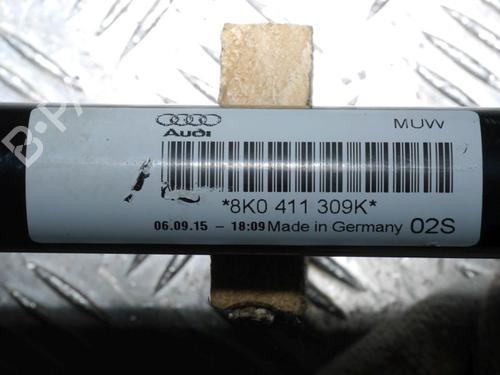 Audi
MUW
*8K0 411 309K*
06.09.15 – 18:09 Made in Germany 02S